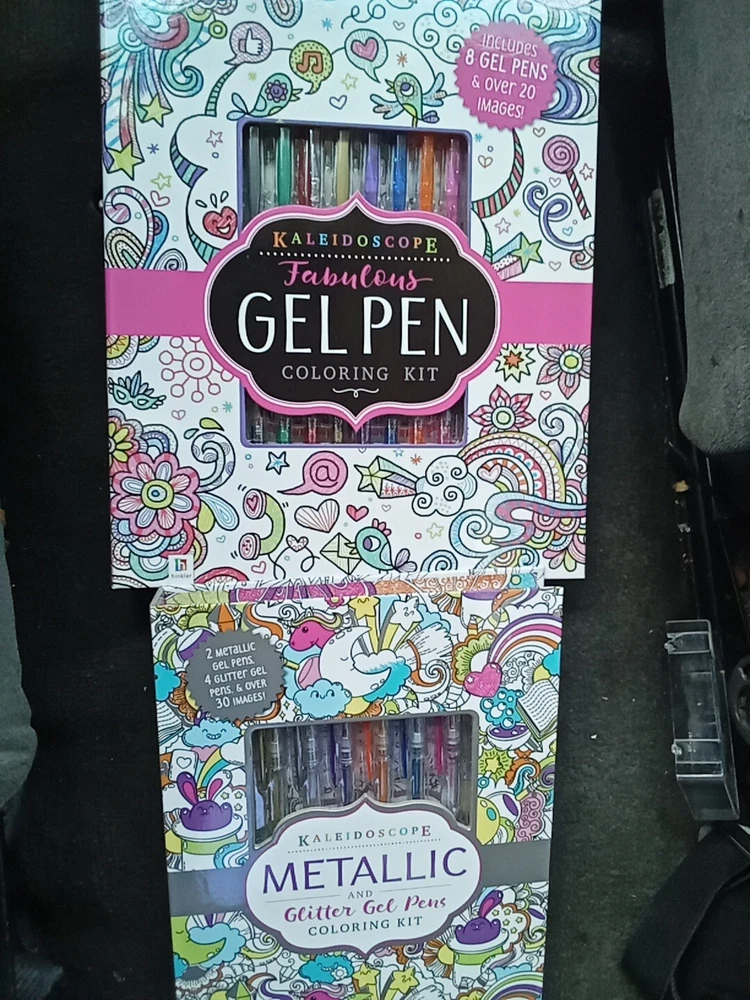 INCLUDES
8 GEL PENS
& OVER 20
IMAGES!
KALEIDOSCOPE
Fabulous
GEL PEN
COLORING KIT
@
h
hinkler
2 METALLIC
GEL PENS,
4 GLITTER GEL
PENS, & OVER
30 IMAGES!
KALEIDOSCOPE
METALLIC
AND
Glitter Gel Pens
COLORING KIT